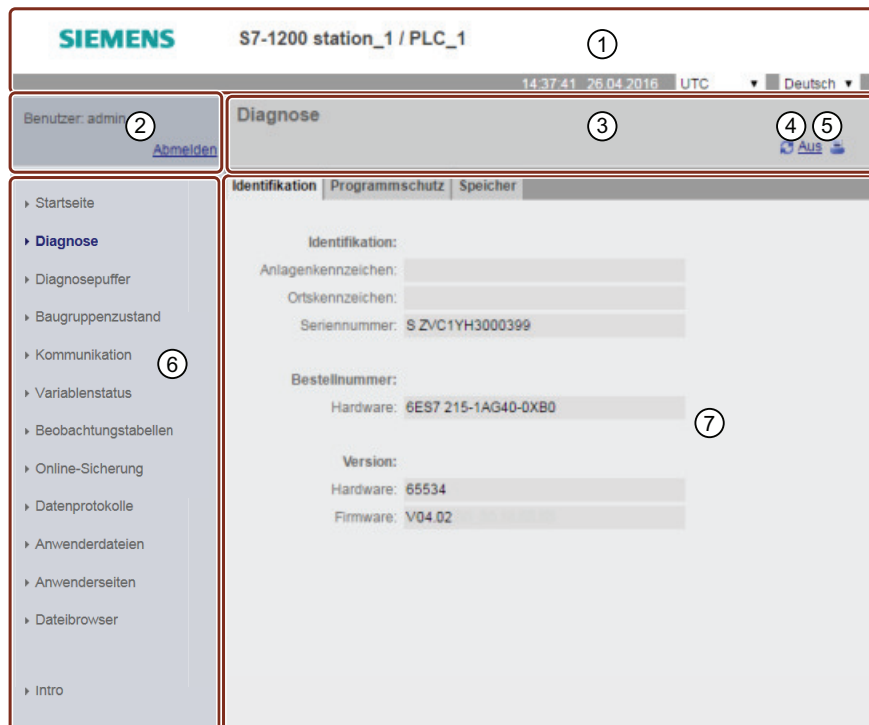 SIEMENS S7-1200 station_1 / PLC_1 1
14:37:41 26.04.2016 UTC Deutsch
Benutzer: admin 2
Abmelden
Diagnose 3 4 5
Aus
Startseite
Diagnose
Diagnosepuffer
Baugruppenzustand
Kommunikation
6
Variablenstatus
Beobachtungstabellen
Online-Sicherung
Datenprotokolle
Anwenderdateien
Anwenderseiten
Dateibrowser
Intro
Identifikation Programmschutz Speicher
Identifikation:
Anlagenkennzeichen:
Ortskennzeichen:
Seriennummer: S ZVC1YH3000399
Bestellnummer:
Hardware: 6ES7 215-1AG40-0XB0
7
Version:
Hardware: 65534
Firmware: V04.02